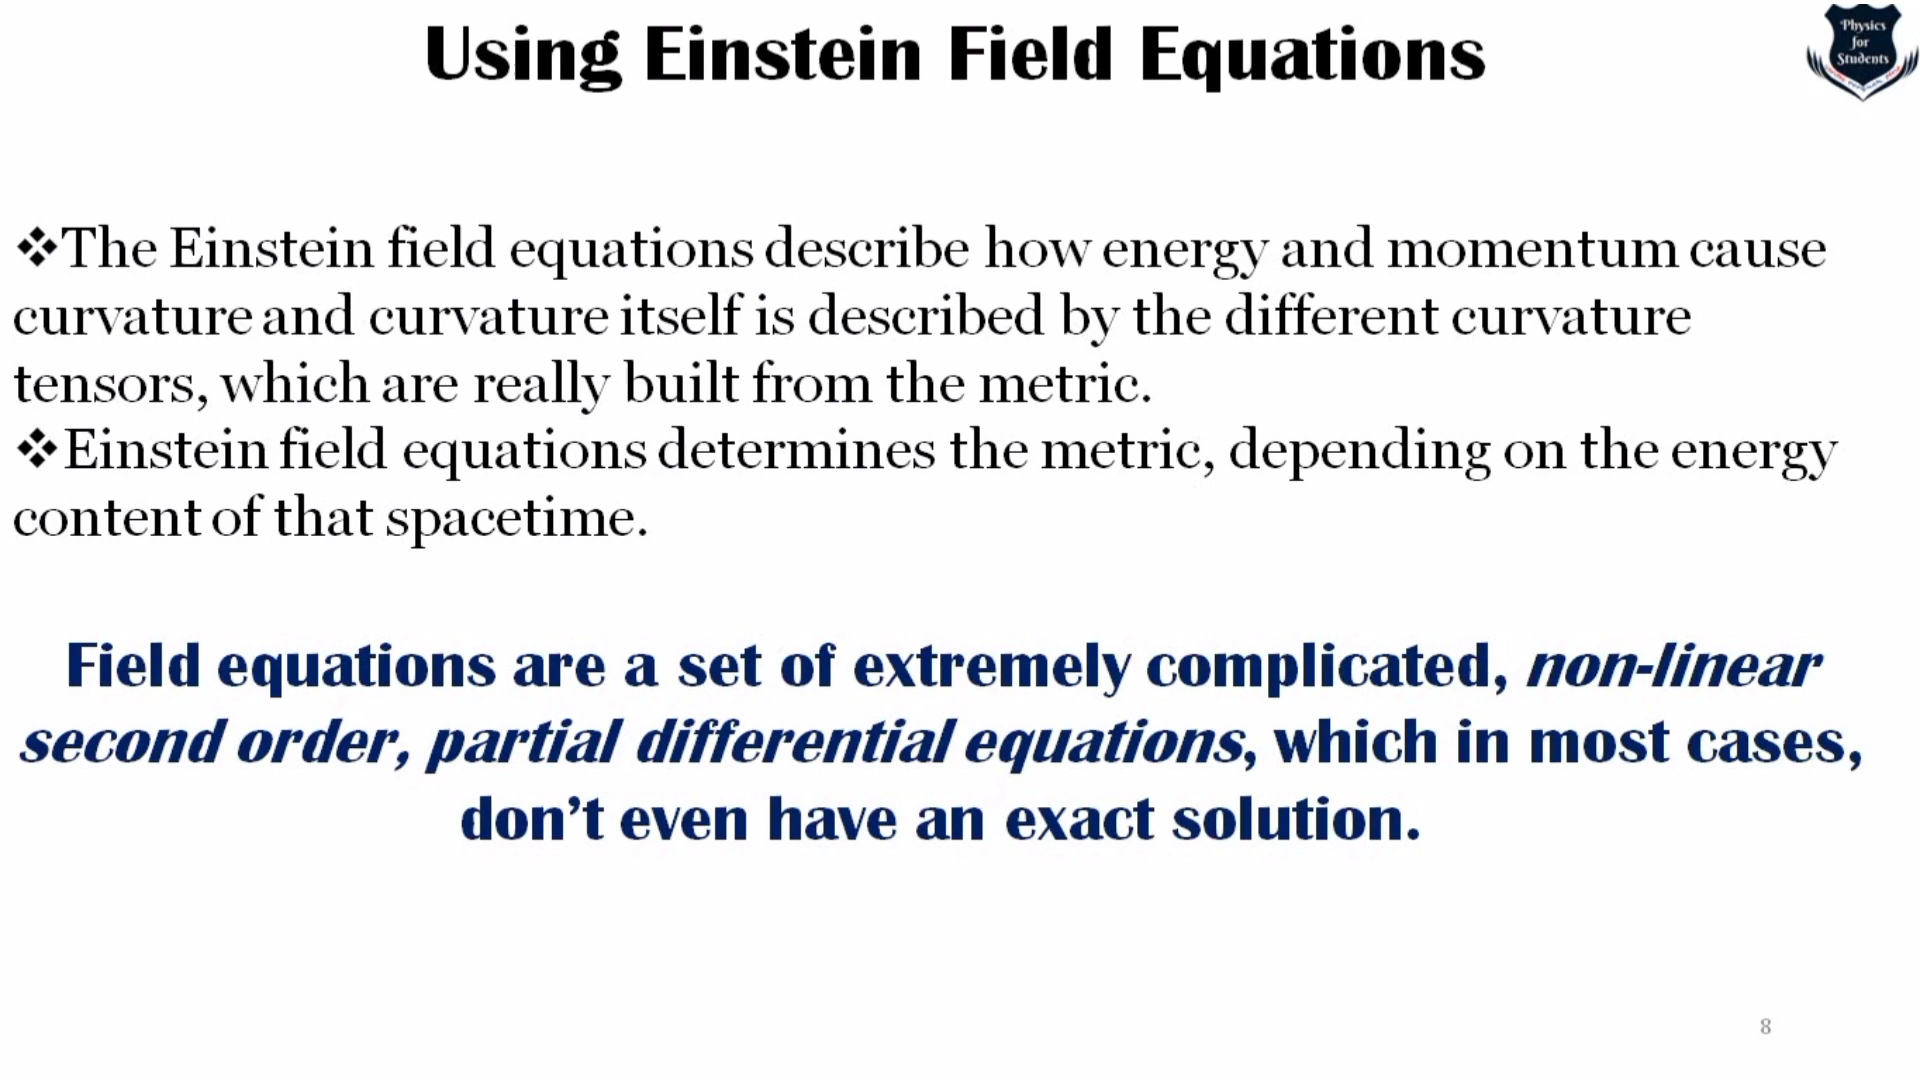 Using Einstein Field Equations
Physics
for
Students
❖The Einstein field equations describe how energy and momentum cause
curvature and curvature itself is described by the different curvature
tensors, which are really built from the metric.
❖Einstein field equations determines the metric, depending on the energy
content of that spacetime.
Field equations are a set of extremely complicated, non-linear
second order, partial differential equations, which in most cases,
don’t even have an exact solution.
8